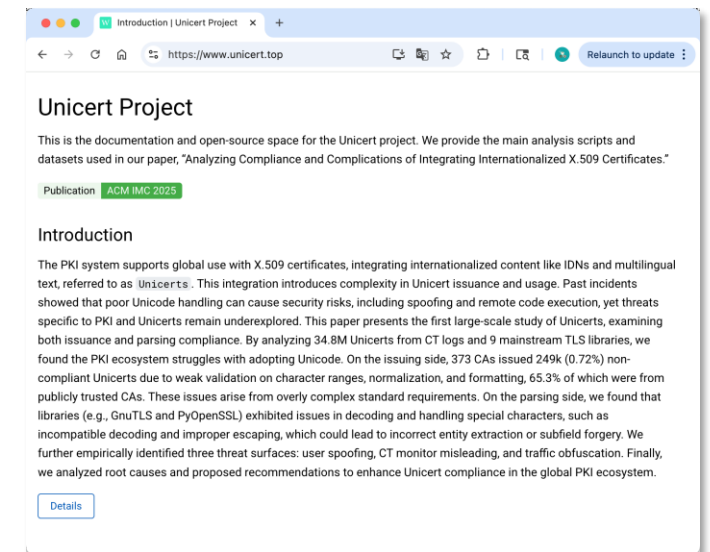 Introduction | Unicert Project
https://www.unicert.top
Relaunch to update
Unicert Project
This is the documentation and open-source space for the Unicert project. We provide the main analysis scripts and
datasets used in our paper, “Analyzing Compliance and Complications of Integrating Internationalized X.509 Certificates.”
Publication ACM IMC 2025
Introduction
The PKI system supports global use with X.509 certificates, integrating internationalized content like IDNs and multilingual
text, referred to as Unicerts. This integration introduces complexity in Unicert issuance and usage. Past incidents
showed that poor Unicode handling can cause security risks, including spoofing and remote code execution, yet threats
specific to PKI and Unicerts remain underexplored. This paper presents the first large-scale study of Unicerts, examining
both issuance and parsing compliance. By analyzing 34.8M Unicerts from CT logs and 9 mainstream TLS libraries, we
found the PKI ecosystem struggles with adopting Unicode. On the issuing side, 373 CAs issued 249k (0.72%) non-
compliant Unicerts due to weak validation on character ranges, normalization, and formatting, 65.3% of which were from
publicly trusted CAs. These issues arise from overly complex standard requirements. On the parsing side, we found that
libraries (e.g., GnuTLS and PyOpenSSL) exhibited issues in decoding and handling special characters, such as
incompatible decoding and improper escaping, which could lead to incorrect entity extraction or subfield forgery. We
further empirically identified three threat surfaces: user spoofing, CT monitor misleading, and traffic obfuscation. Finally,
we analyzed root causes and proposed recommendations to enhance Unicert compliance in the global PKI ecosystem.
Details